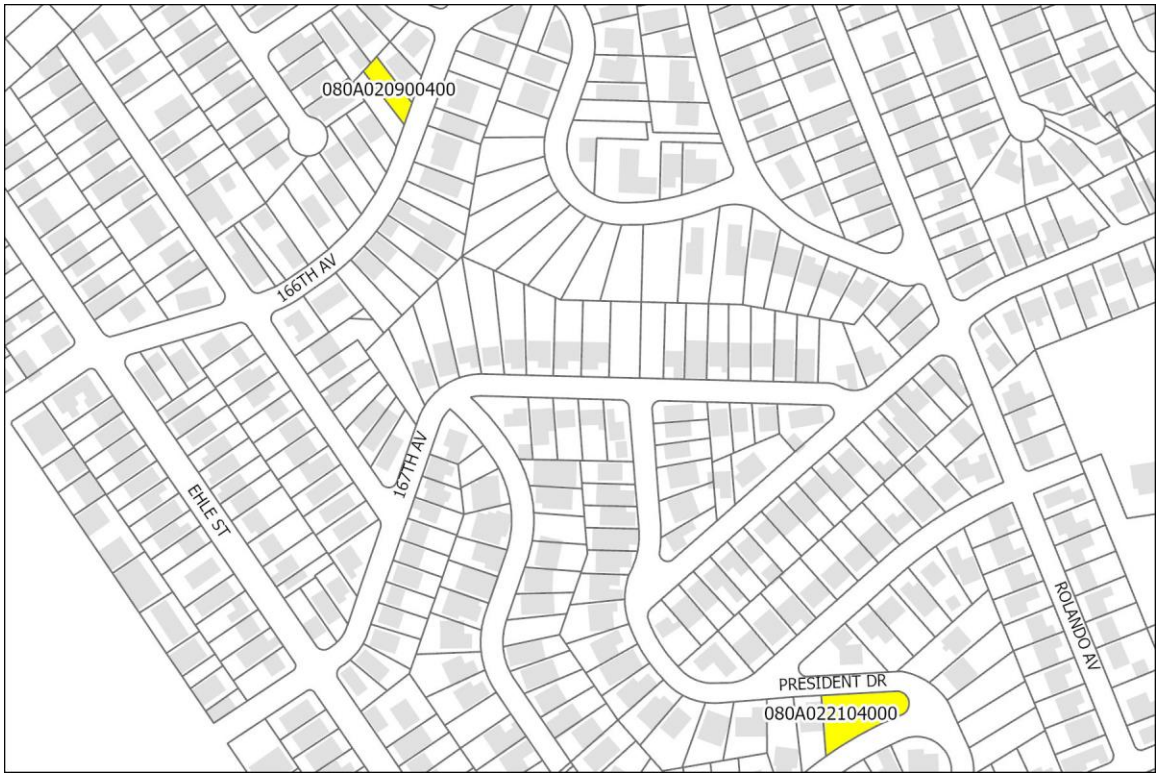 080A020900400
166TH AV
167TH AV
EHLE ST
ROLANDO AV
PRESIDENT DR
080A022104000